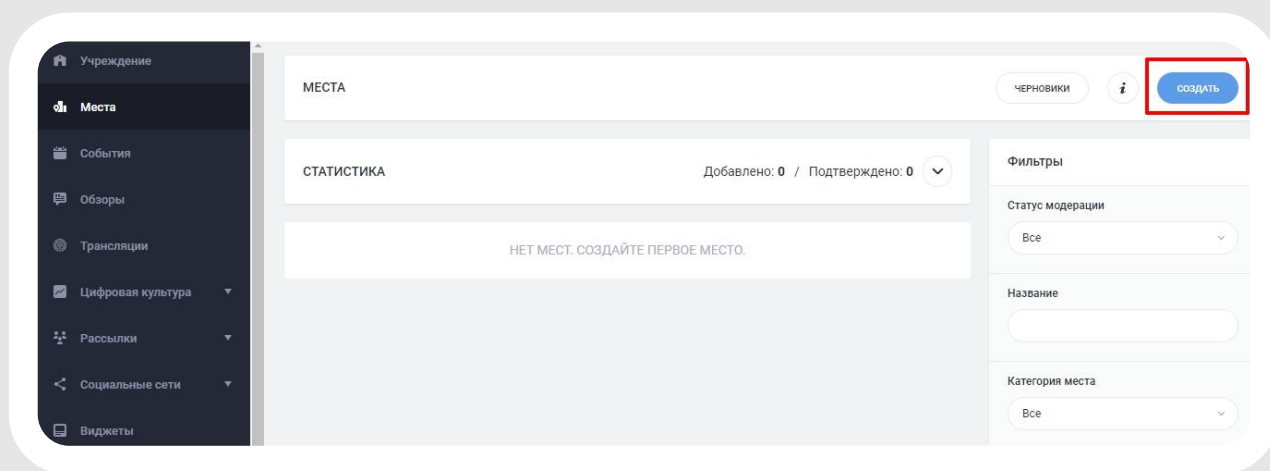 Учреждение
Места
События
Обзоры
Трансляции
Цифровая культура
Рассылки
Социальные сети
Виджеты
МЕСТА
ЧЕРНОВИКИ
i
СОЗДАТЬ
СТАТИСТИКА
Добавлено: 0 / Подтверждено: 0
НЕТ МЕСТ. СОЗДАЙТЕ ПЕРВОЕ МЕСТО.
Фильтры
Статус модерации
Все
Название
Категория места
Все